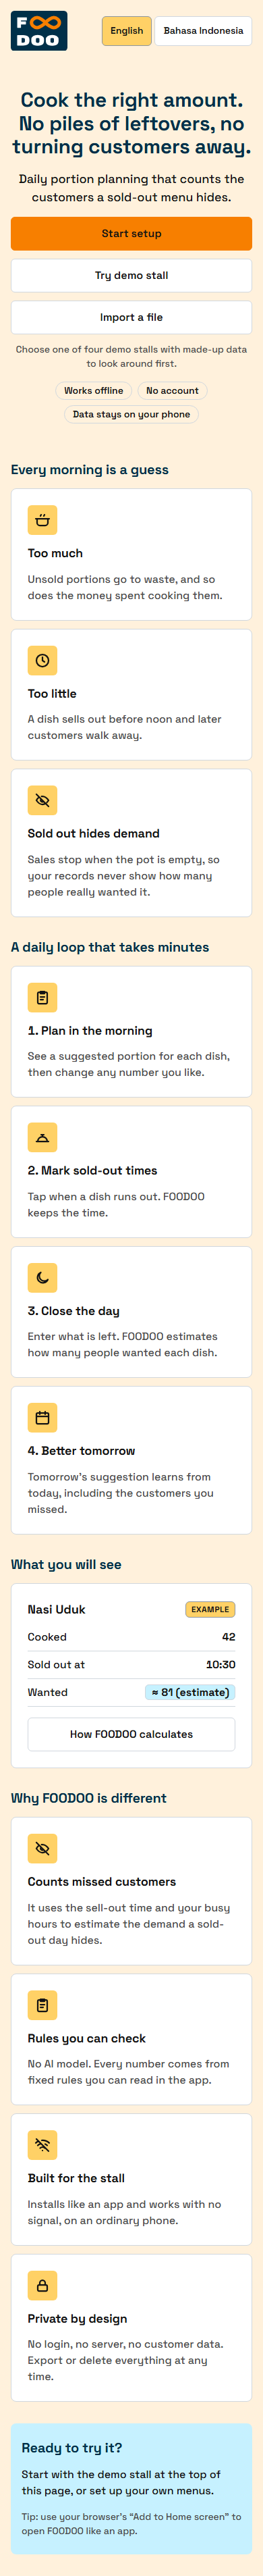 F∞
DOO
English
Bahasa Indonesia
Cook the right amount.
No piles of leftovers, no
turning customers away.
Daily portion planning that counts the
customers a sold-out menu hides.
Start setup
Try demo stall
Import a file
Choose one of four demo stalls with made-up data
to look around first.
Works offline
No account
Data stays on your phone
Every morning is a guess
Too much
Unsold portions go to waste, and so
does the money spent cooking them.
Too little
A dish sells out before noon and later
customers walk away.
Sold out hides demand
Sales stop when the pot is empty, so
your records never show how many
people really wanted it.
A daily loop that takes minutes
1. Plan in the morning
See a suggested portion for each dish,
then change any number you like.
2. Mark sold-out times
Tap when a dish runs out. FOODOO
keeps the time.
3. Close the day
Enter what is left. FOODOO estimates
how many people wanted each dish.
4. Better tomorrow
Tomorrow's suggestion learns from
today, including the customers you
missed.
What you will see
Nasi Uduk
EXAMPLE
Cooked
42
Sold out at
10:30
Wanted
≈ 81 (estimate)
How FOODOO calculates
Why FOODOO is different
Counts missed customers
It uses the sell-out time and your busy
hours to estimate the demand a sold-
out day hides.
Rules you can check
No AI model. Every number comes from
fixed rules you can read in the app.
Built for the stall
Installs like an app and works with no
signal, on an ordinary phone.
Private by design
No login, no server, no customer data.
Export or delete everything at any
time.
Ready to try it?
Start with the demo stall at the top of
this page, or set up your own menus.
Tip: use your browser's “Add to Home screen” to
open FOODOO like an app.